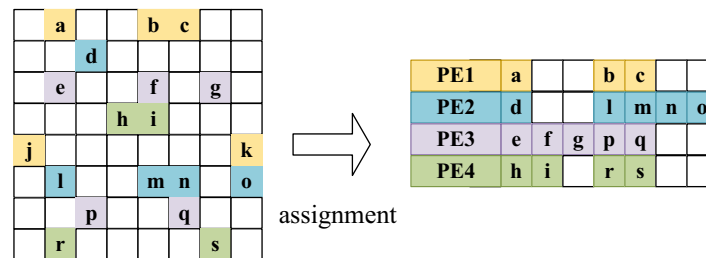 a b c
d
e f g
h i
j k
l m n o
p q
r s
assignment
PE1 a b c
PE2 d l m n o
PE3 e f g p q
PE4 h i r s